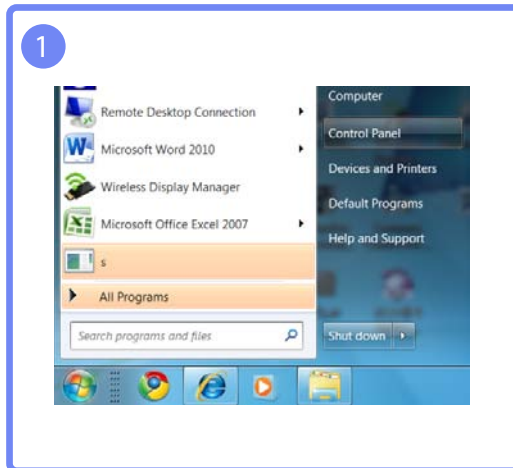 1
Remote Desktop Connection
Microsoft Word 2010
Wireless Display Manager
Microsoft Office Excel 2007
s
All Programs
Search programs and files
Computer
Control Panel
Devices and Printers
Default Programs
Help and Support
Shut down